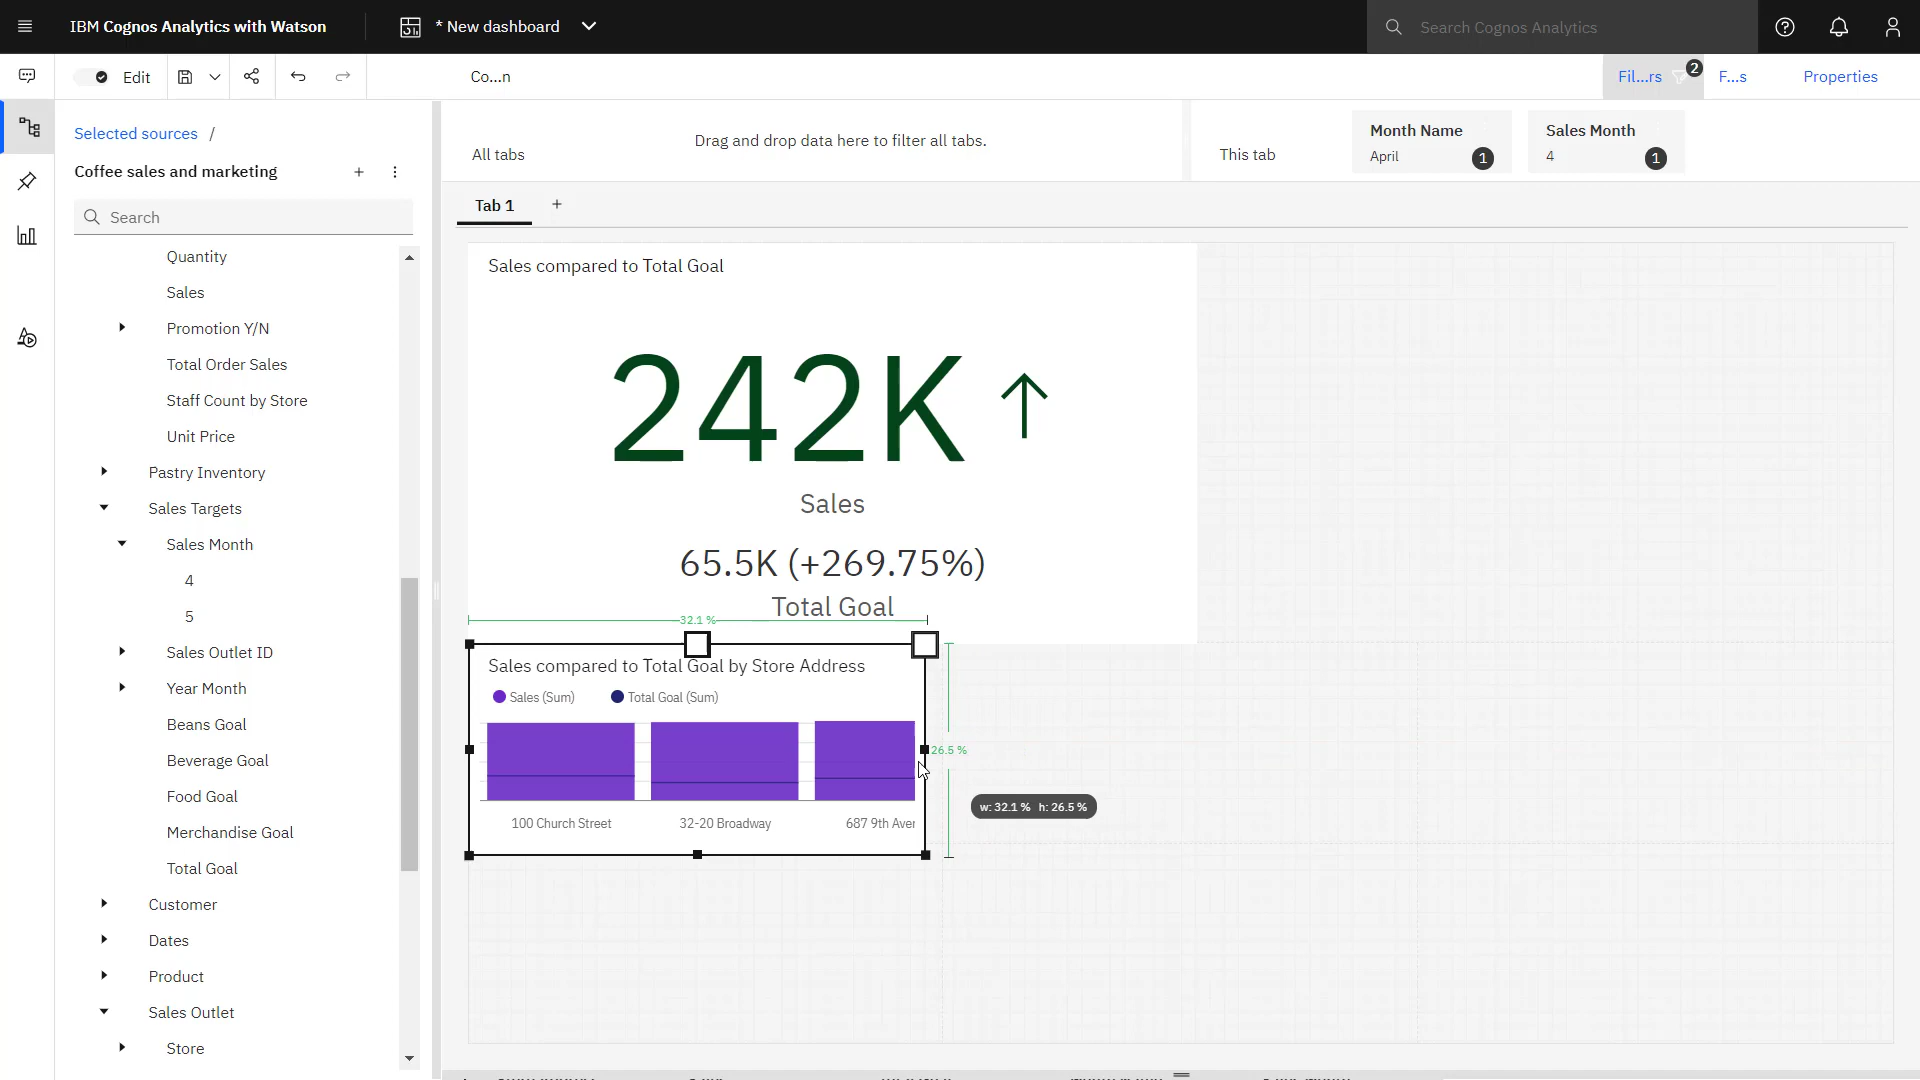 IBM Cognos Analytics with Watson
* New dashboard
Search Cognos Analytics
Edit
Co...n
Fil...rs
2
F...s
Properties
Selected sources /
Coffee sales and marketing
Search
Quantity
Sales
Promotion Y/N
Total Order Sales
Staff Count by Store
Unit Price
Pastry Inventory
Sales Targets
Sales Month
4
5
Sales Outlet ID
Year Month
Beans Goal
Beverage Goal
Food Goal
Merchandise Goal
Total Goal
Customer
Dates
Product
Sales Outlet
Store
All tabs
Drag and drop data here to filter all tabs.
This tab
Month Name
April
1
Sales Month
4
1
Tab 1
Sales compared to Total Goal
242K
Sales
65.5K (+269.75%)
Total Goal
32.1 %
Sales compared to Total Goal by Store Address
Sales (Sum)
Total Goal (Sum)
26.5 %
w: 32.1 % h: 26.5 %
100 Church Street
32-20 Broadway
687 9th Aver